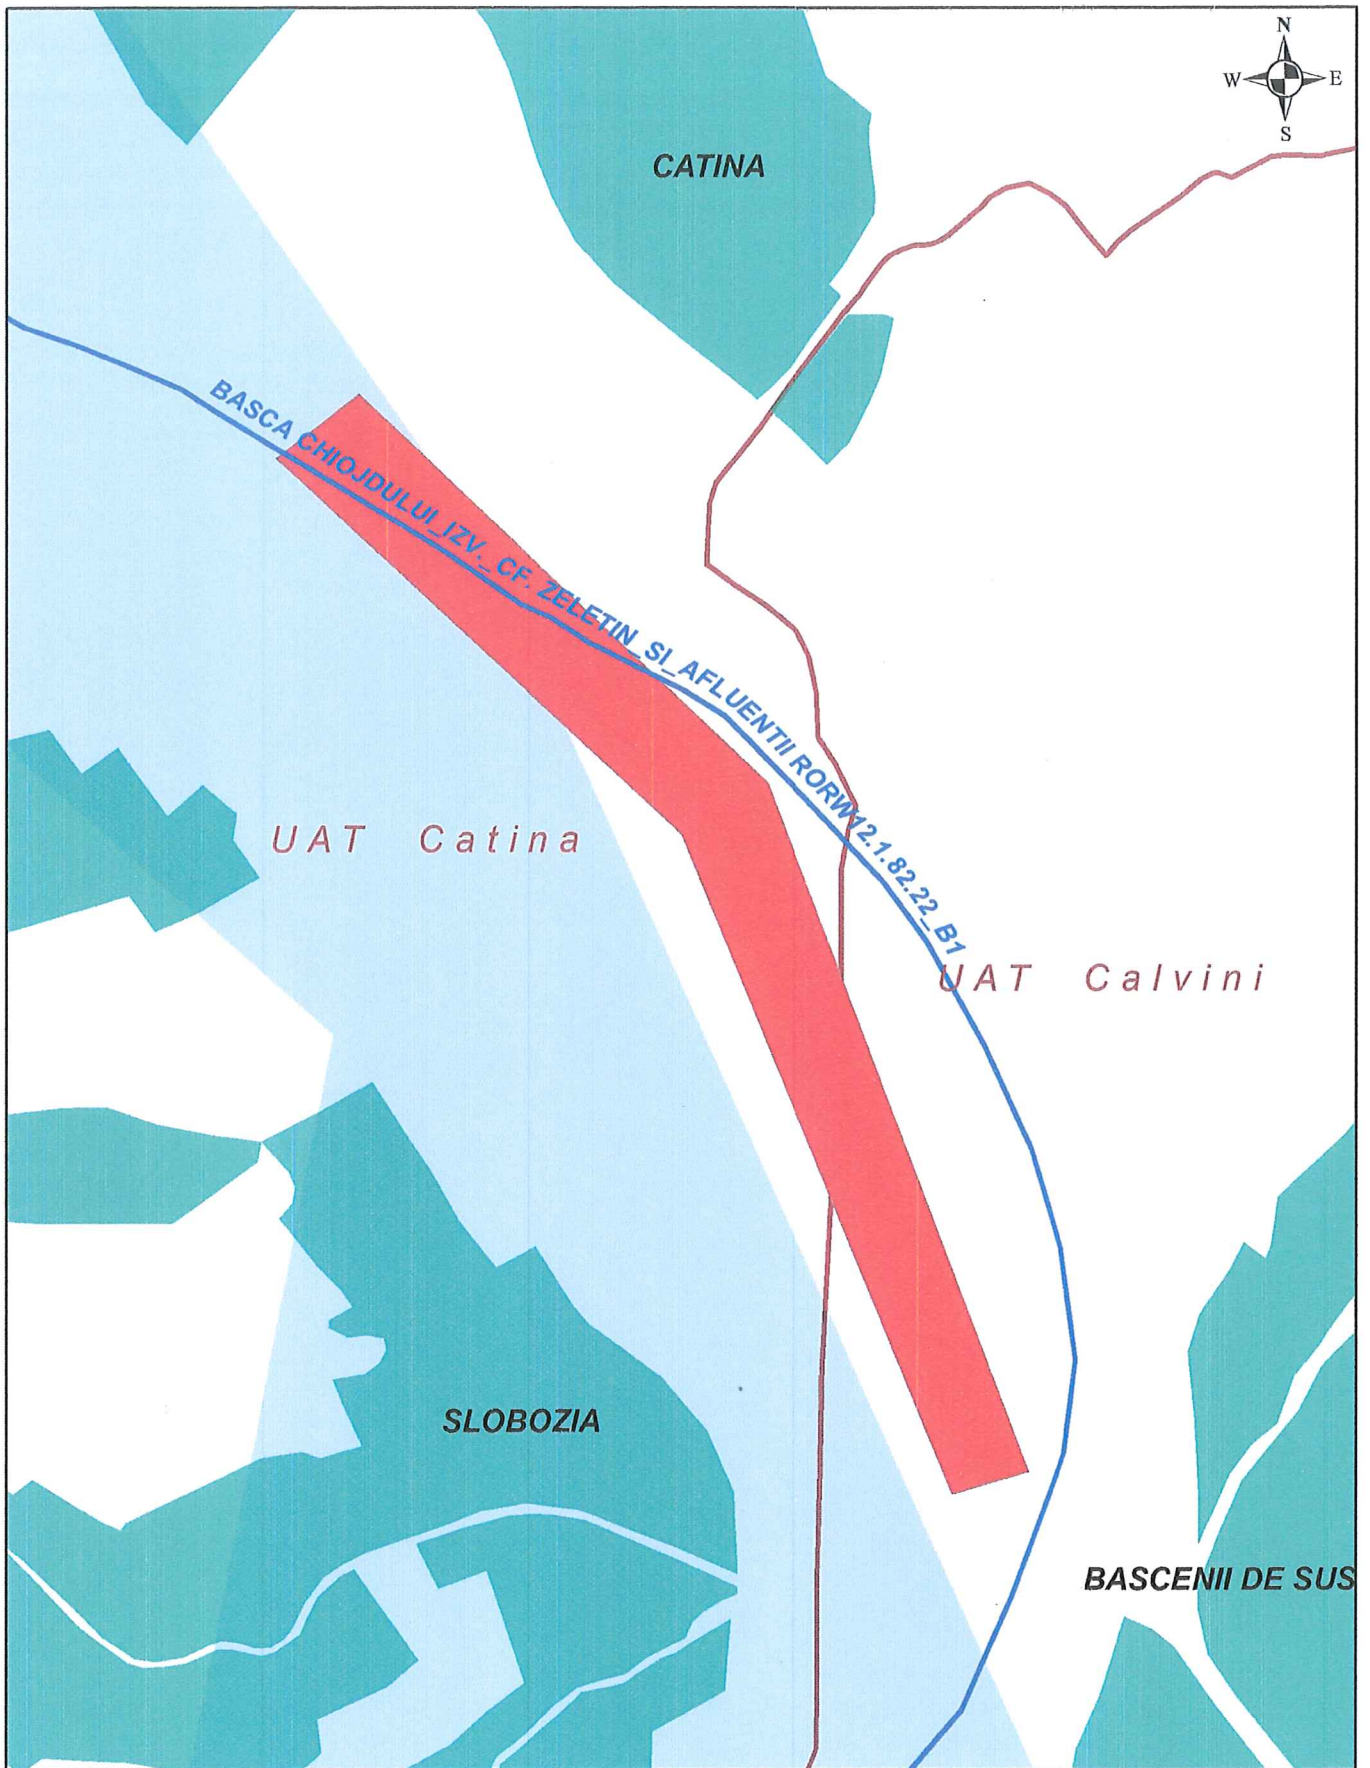 N
W E
S
CATINA
BASCA CHIOJDULUI_IZV._CF. ZELETIN_SI_AFLUENTII RORW12.1.82.22_B1
UAT Catina
UAT Calvini
SLOBOZIA
BASCENII DE SUS